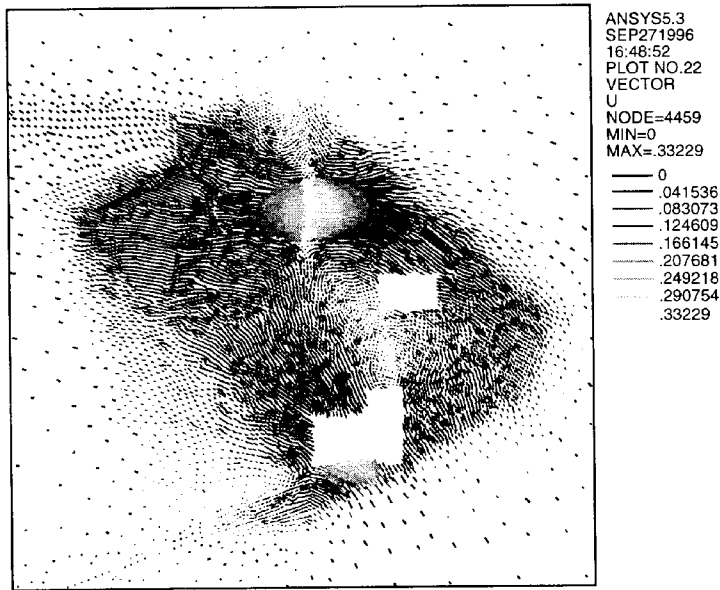 ANSYS5.3
SEP271996
16:48:52
PLOT NO.22
VECTOR
U
NODE=4459
MIN=0
MAX=.33229
0
.041536
.083073
.124609
.166145
.207681
.249218
.290754
.33229